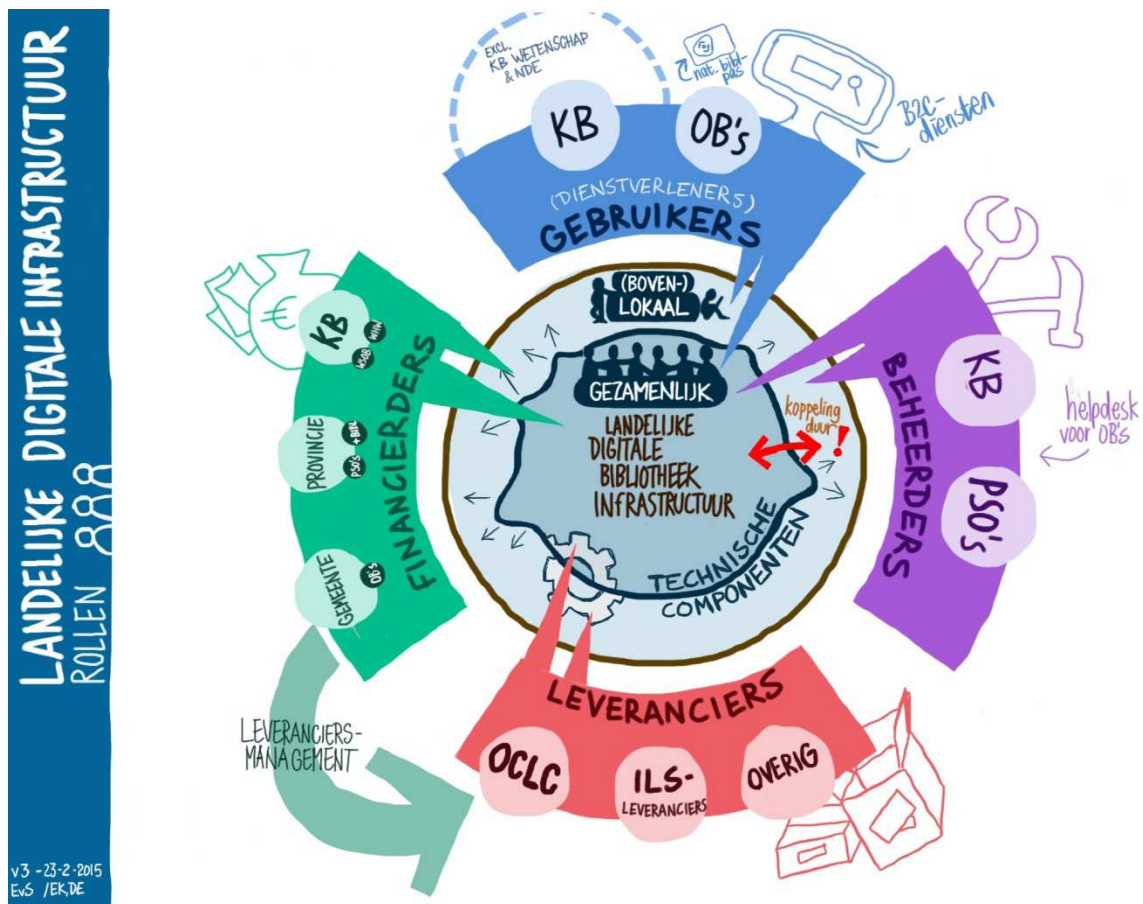 LANDELIJKE DIGITALE INFRASTRUCTUUR
ROLLEN
v3 - 23-2-2015
EvS / EK, DE
EXCL.
KB WETENSCHAP
& NDE
KB
OB's
nat. bibl-
pas
B2C-
diensten
(DIENSTVERLENERS)
GEBRUIKERS
KB
WSOB
WHW
PROVINCIE
PSO'S
+BIBL
GEMEENTE
OB's
FINANCIERDERS
(BOVEN-)
LOKAAL
GEZAMENLIJK
LANDELIJKE
DIGITALE
BIBLIOTHEEK
INFRASTRUCTUUR
koppeling
duur
!
TECHNISCHE
COMPONENTEN
KB
PSO's
BEHEERDERS
helpdesk
voor OB's
LEVERANCIERS
OCLC
ILS-
LEVERANCIERS
OVERIG
LEVERANCIERS-
MANAGEMENT